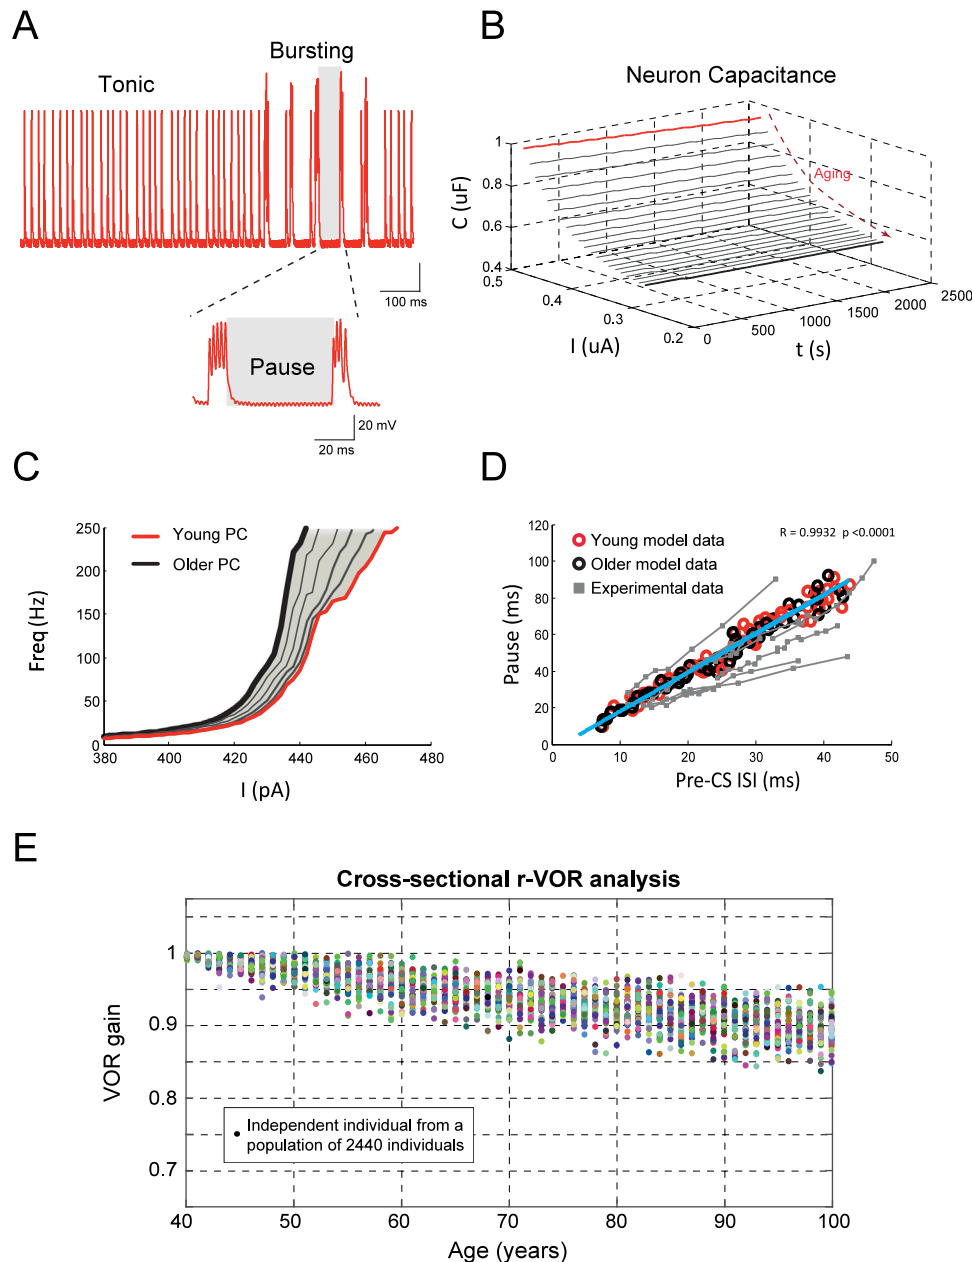 A
Tonic
Bursting
100 ms
Pause
20 mV
20 ms
B
Neuron Capacitance
C (uF)
1
0.8
0.6
0.4
0.5
0.4
0.3
0.2
I (uA)
0
500
1000
1500
2000
2500
t (s)
Aging
C
Freq (Hz)
250
200
150
100
50
0
380
400
420
440
460
480
I (pA)
Young PC
Older PC
D
Pause (ms)
120
100
80
60
40
20
0
0
10
20
30
40
50
Pre-CS ISI (ms)
R = 0.9932 p <0.0001
Young model data
Older model data
Experimental data
E
Cross-sectional r-VOR analysis
VOR gain
1
0.9
0.8
0.7
Independent individual from a
population of 2440 individuals
40
50
60
70
80
90
100
Age (years)